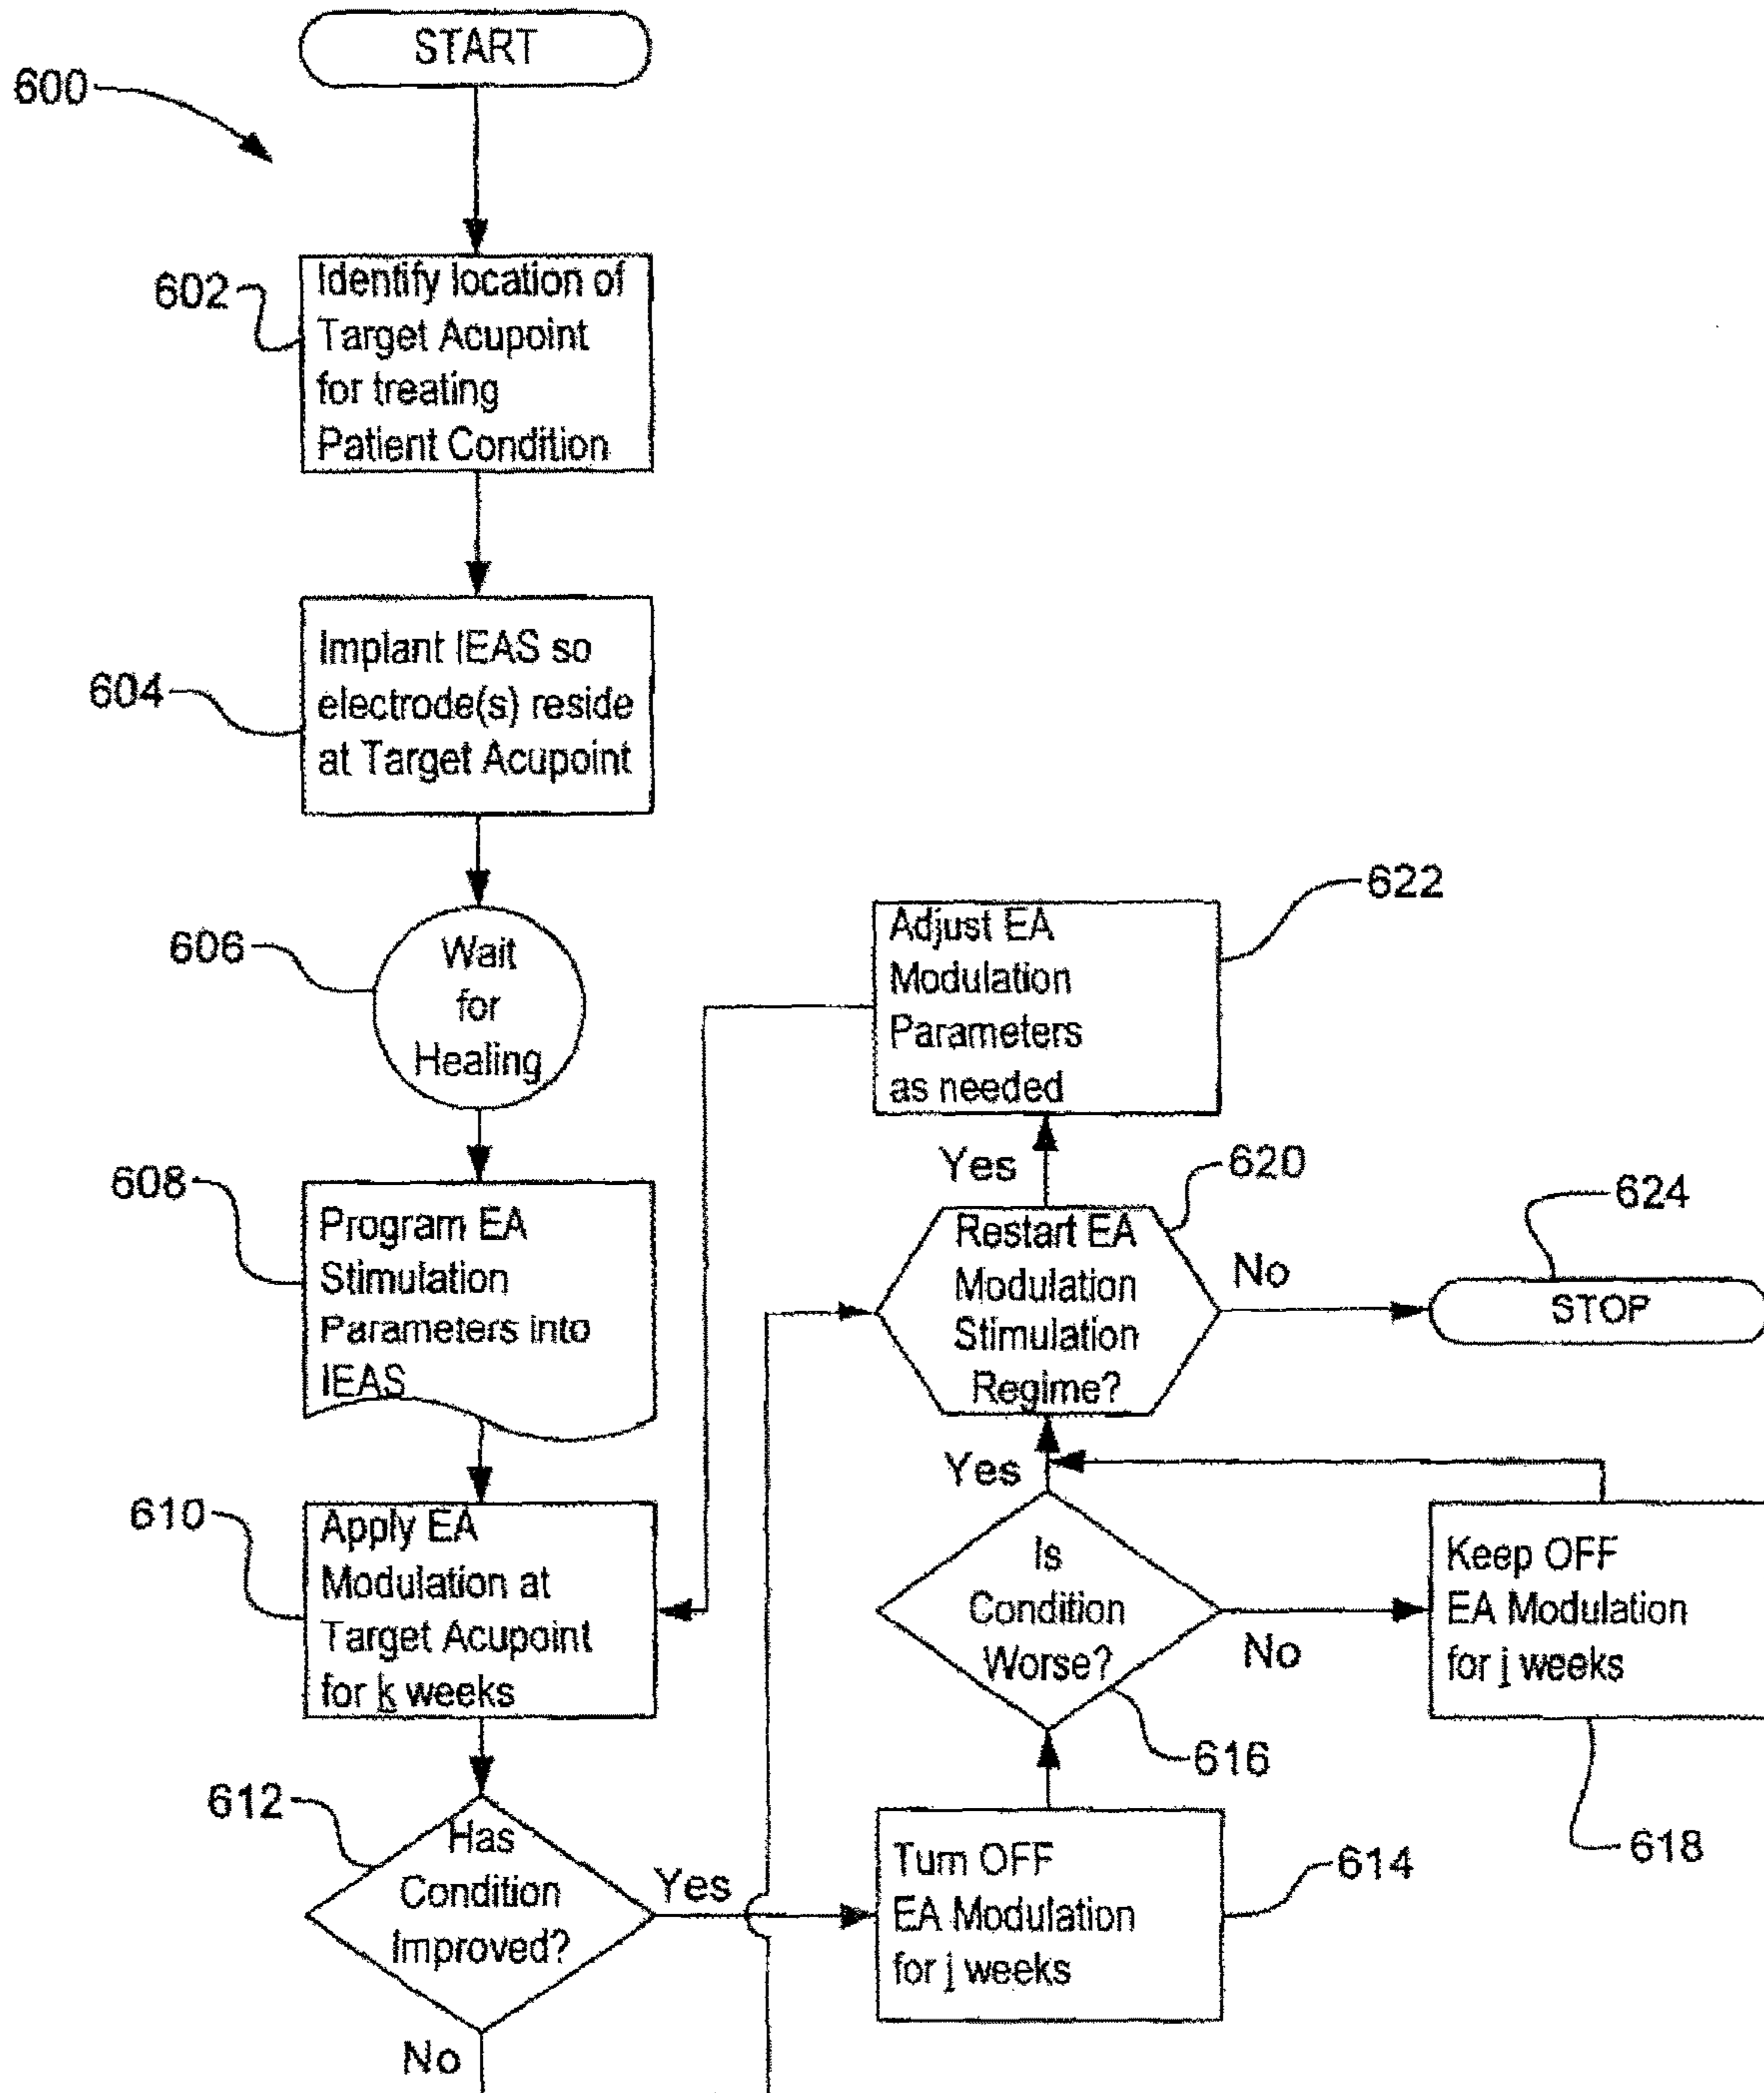 START
600
602
Identify location of
Target Acupoint
for treating
Patient Condition
604
Implant IEAS so
electrode(s) reside
at Target Acupoint
606
Wait
for
Healing
608
Program EA
Stimulation
Parameters into
IEAS
610
Apply EA
Modulation at
Target Acupoint
for k weeks
612
Has
Condition
Improved?
Yes
No
Turn OFF
EA Modulation
for j weeks
614
Is
Condition
Worse?
616
Yes
No
Keep OFF
EA Modulation
for j weeks
618
Restart EA
Modulation
Stimulation
Regime?
620
Yes
No
Adjust EA
Modulation
Parameters
as needed
622
624
STOP